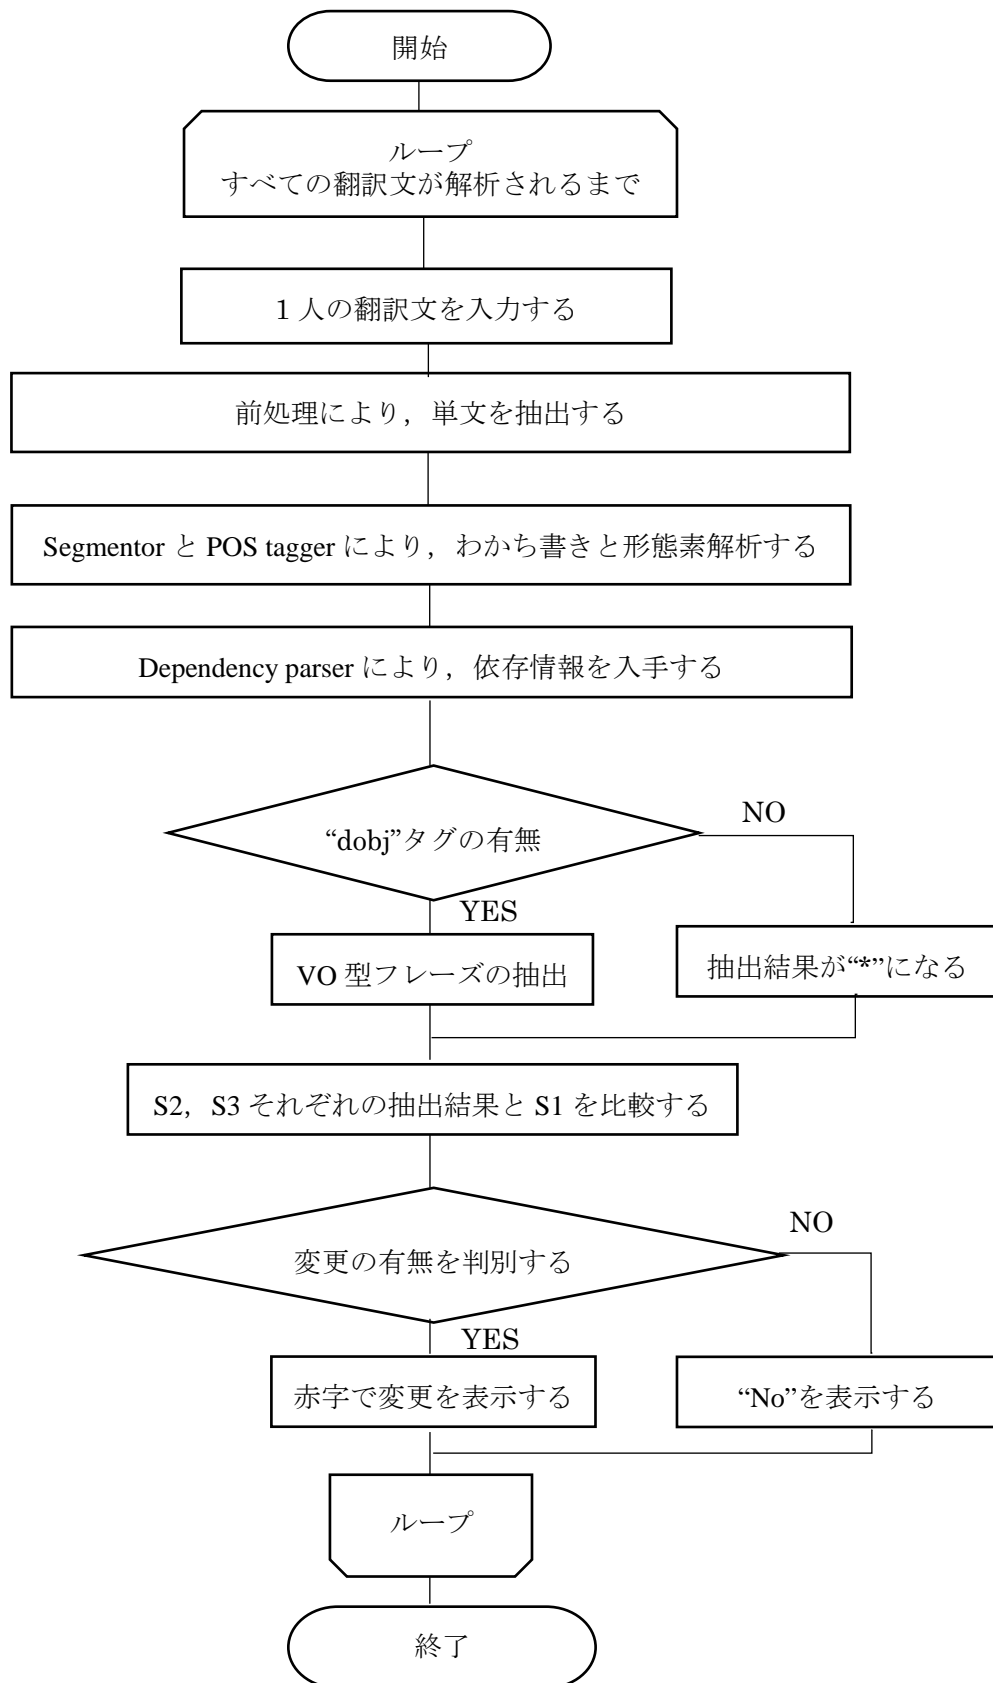 開始
ループ
すべての翻訳文が解析されるまで
1 人の翻訳文を入力する
前処理により，単文を抽出する
Segmentor と POS tagger により，わかち書きと形態素解析する
Dependency parser により，依存情報を入手する
“dobj”タグの有無
NO
YES
VO 型フレーズの抽出
抽出結果が“*”になる
S2，S3 それぞれの抽出結果と S1 を比較する
変更の有無を判別する
NO
YES
赤字で変更を表示する
“No”を表示する
ループ
終了